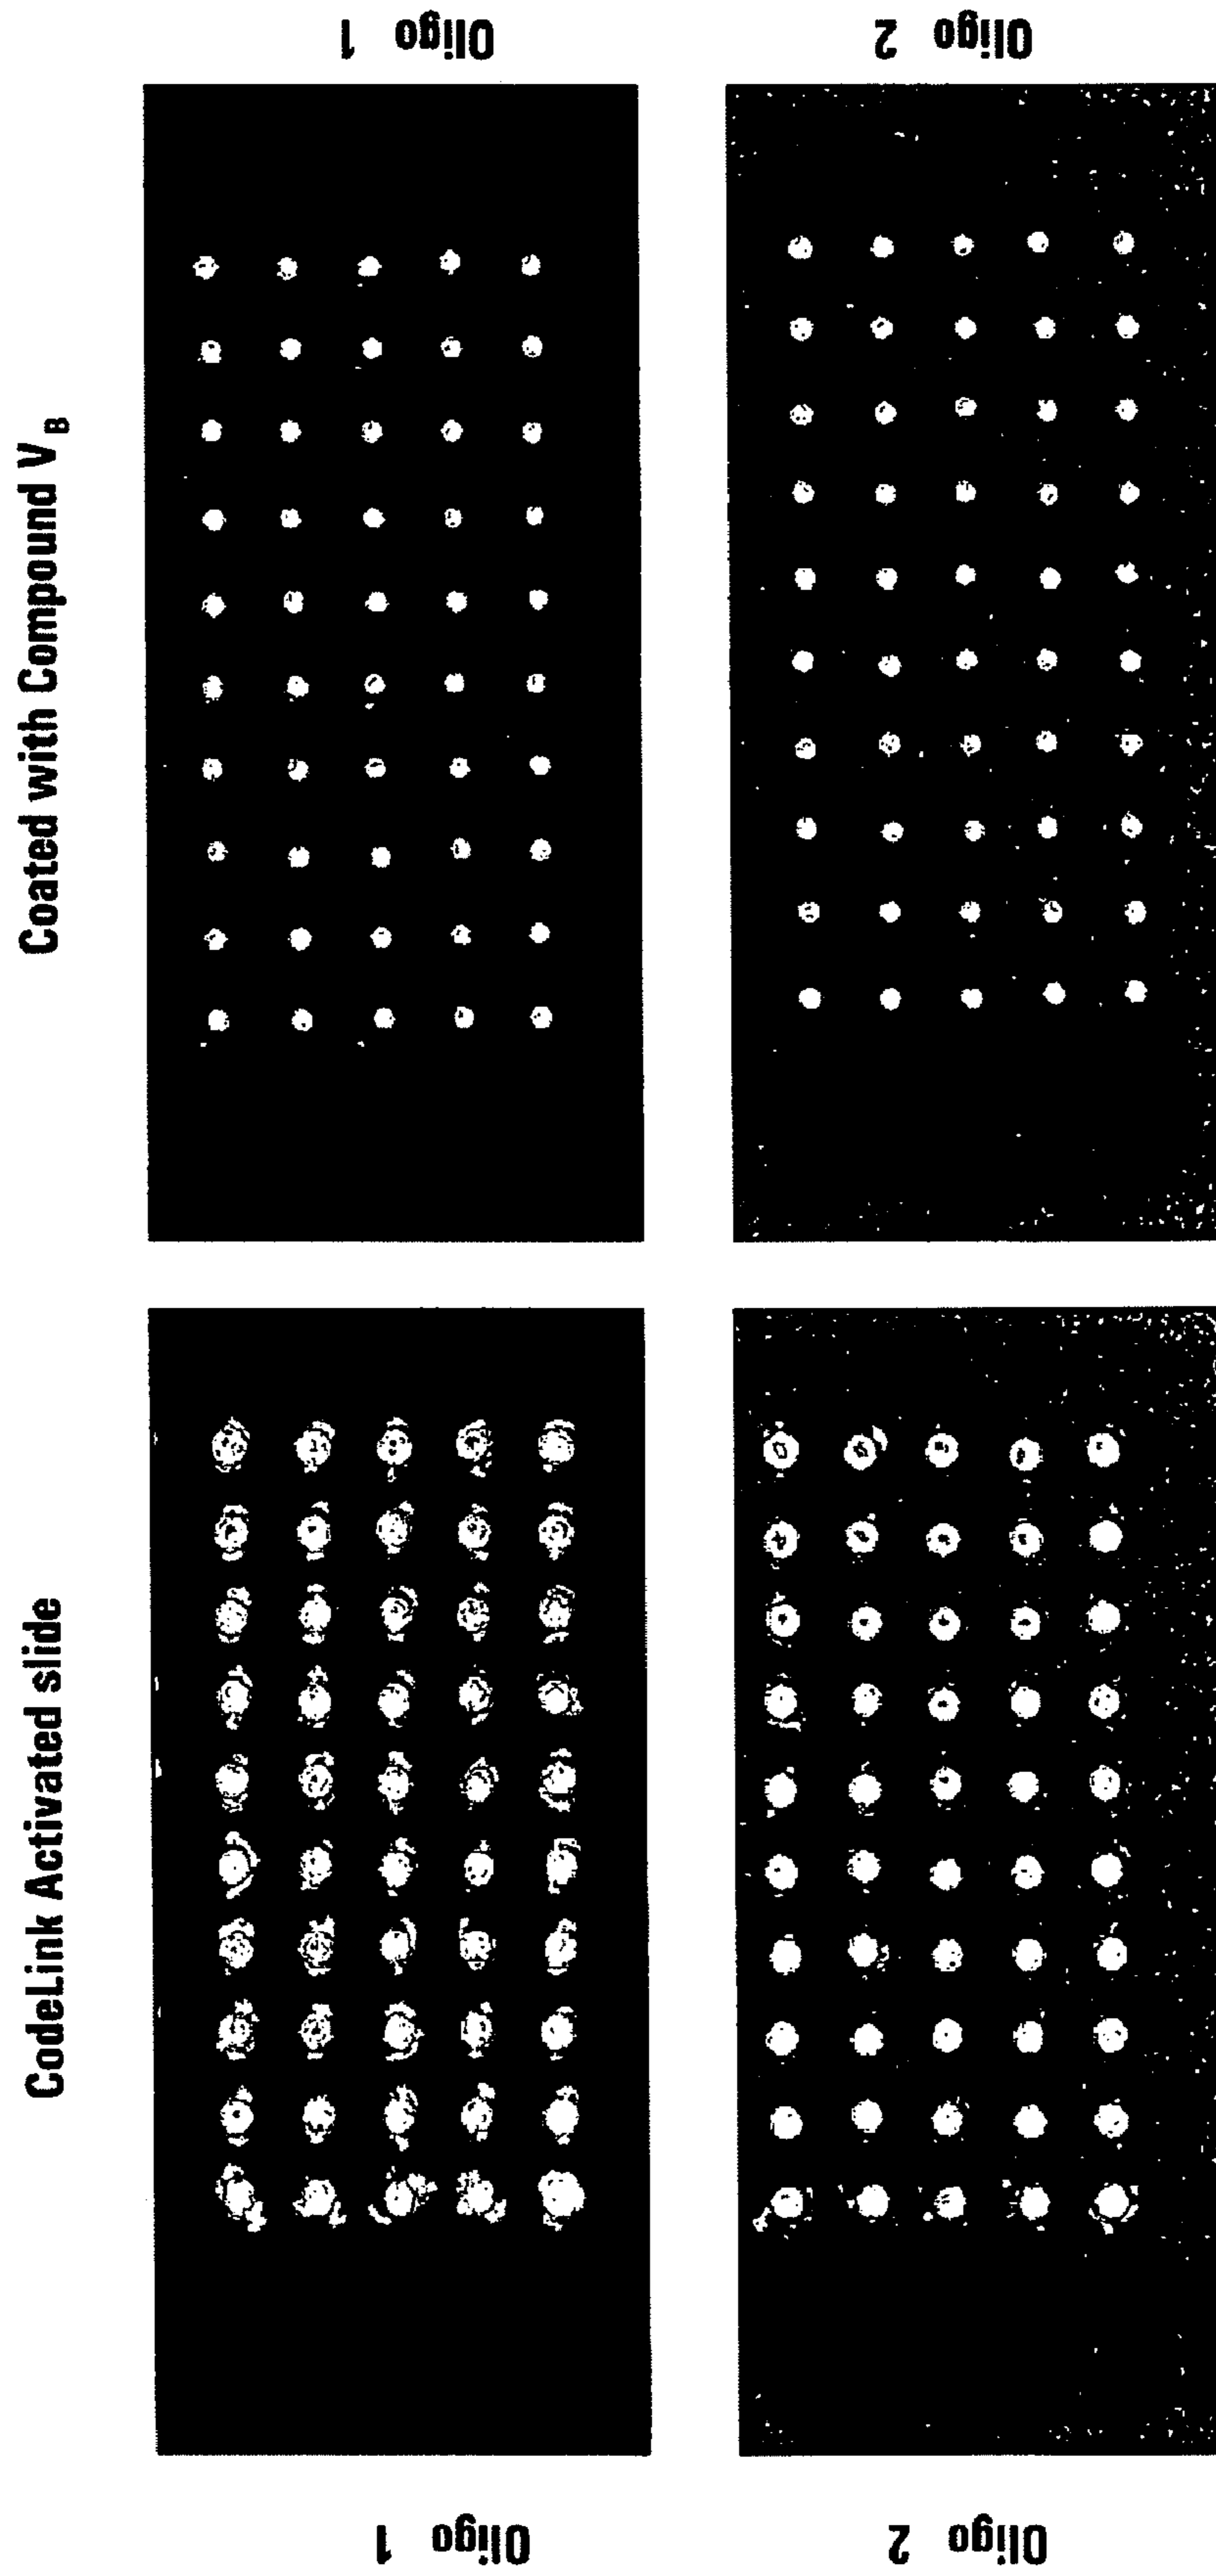 Oligo 1
Oligo 2
Coated with Compound V_B
CodeLink Activated slide
Oligo 1
Oligo 2